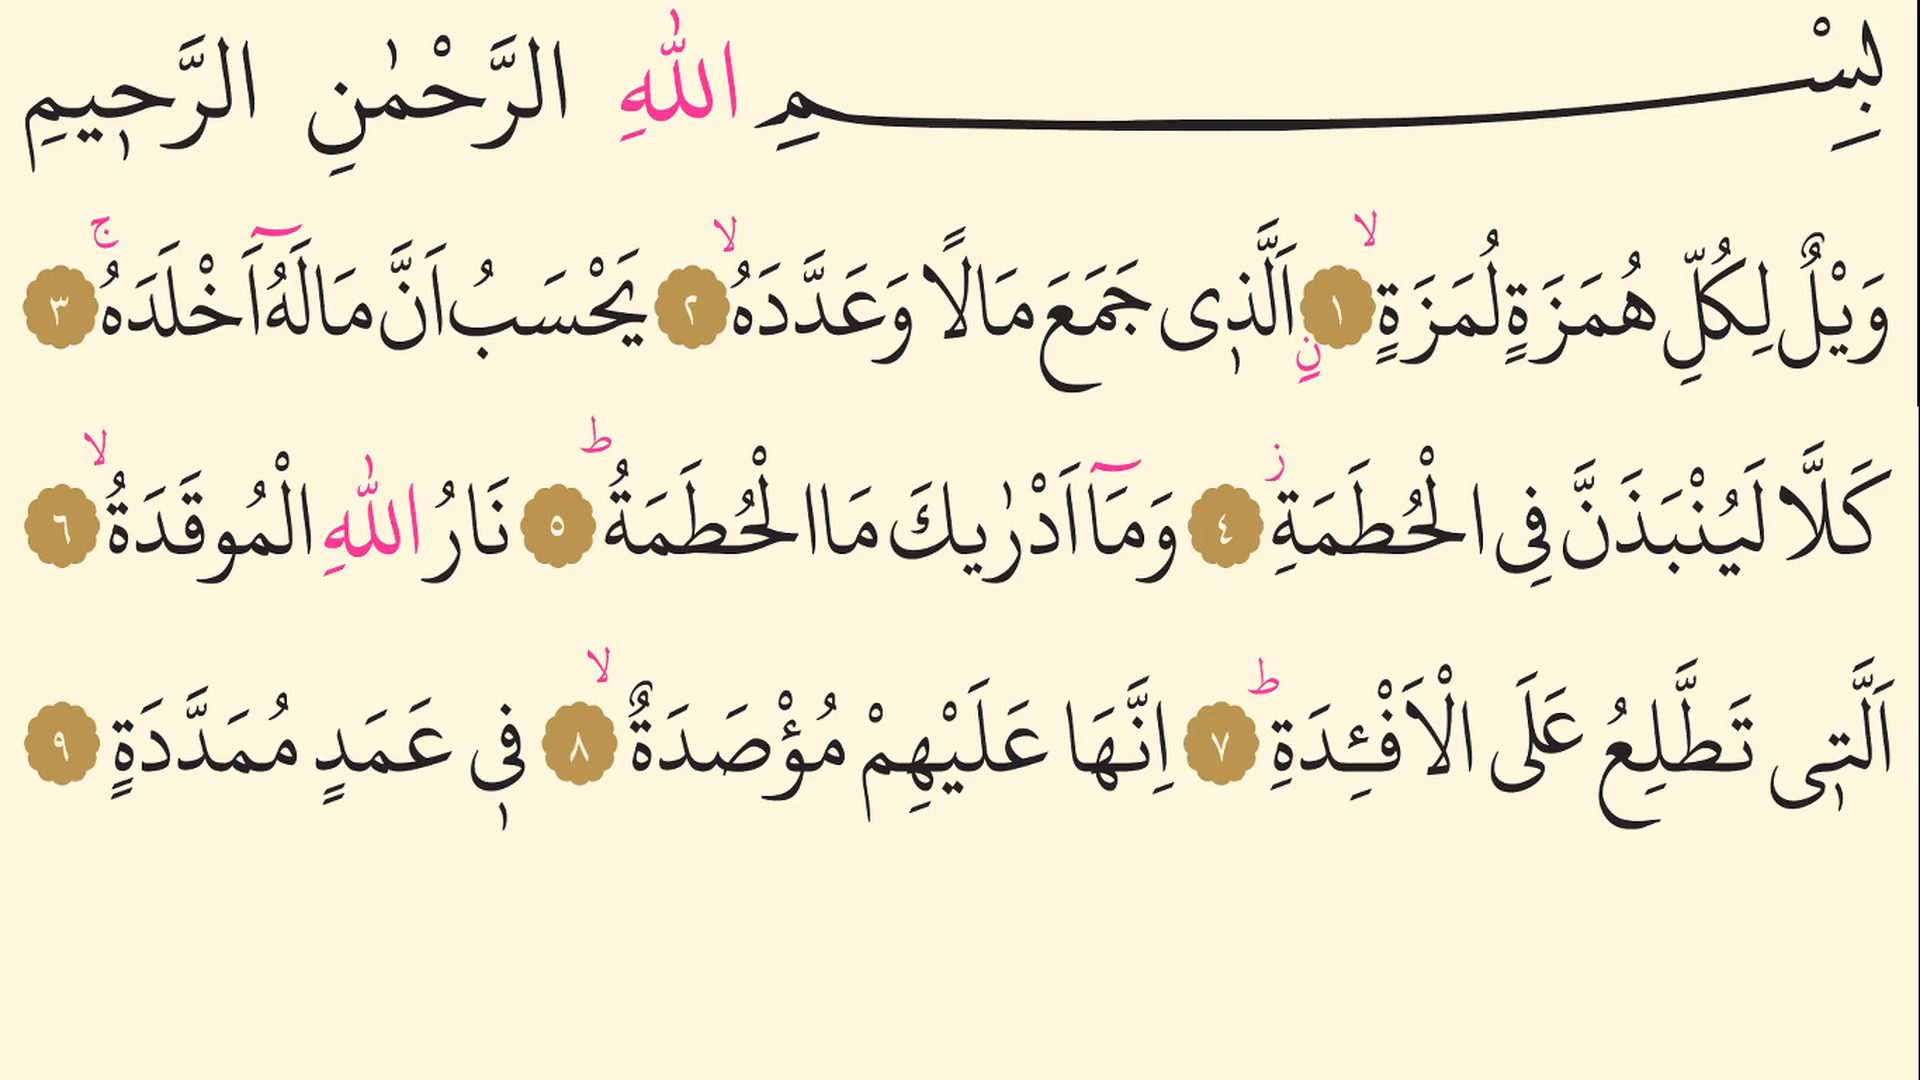 بِسْمِ اللّٰهِ الرَّحْمٰنِ الرَّحٖيمِ
وَيْلٌ لِكُلِّ هُمَزَةٍ لُمَزَةٍۙ ١ نِ اَلَّذٖى جَمَعَ مَالًا وَعَدَّدَهُۙ ٢ يَحْسَبُ اَنَّ مَالَهُٓ اَخْلَدَهُۚ ٣
كَلَّا لَيُنْبَذَنَّ فِى الْحُطَمَةِؗ ٤ وَمَٓا اَدْرٰيكَ مَا الْحُطَمَةُؕ ٥ نَارُ اللّٰهِ الْمُوقَدَةُۙ ٦
اَلَّتٖى تَطَّلِعُ عَلَى الْاَفْـِٔدَةِؕ ٧ اِنَّهَا عَلَيْهِمْ مُؤْصَدَةٌۙ ٨ فٖى عَمَدٍ مُمَدَّدَةٍ ٩